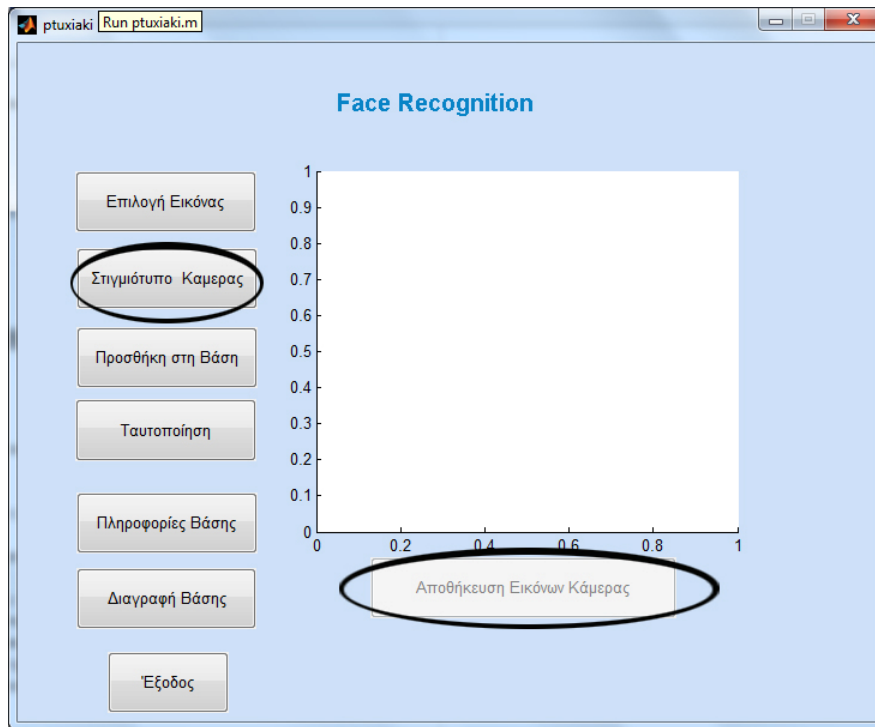 ptuxiaki
Run ptuxiaki.m
Face Recognition
Επιλογή Εικόνας
Στιγμιότυπο Καμερας
Προσθήκη στη Βάση
Ταυτοποίηση
Πληροφορίες Βάσης
Διαγραφή Βάσης
Έξοδος
1
0.9
0.8
0.7
0.6
0.5
0.4
0.3
0.2
0.1
0
0 0.2 0.4 0.6 0.8 1
Αποθήκευση Εικόνων Κάμερας